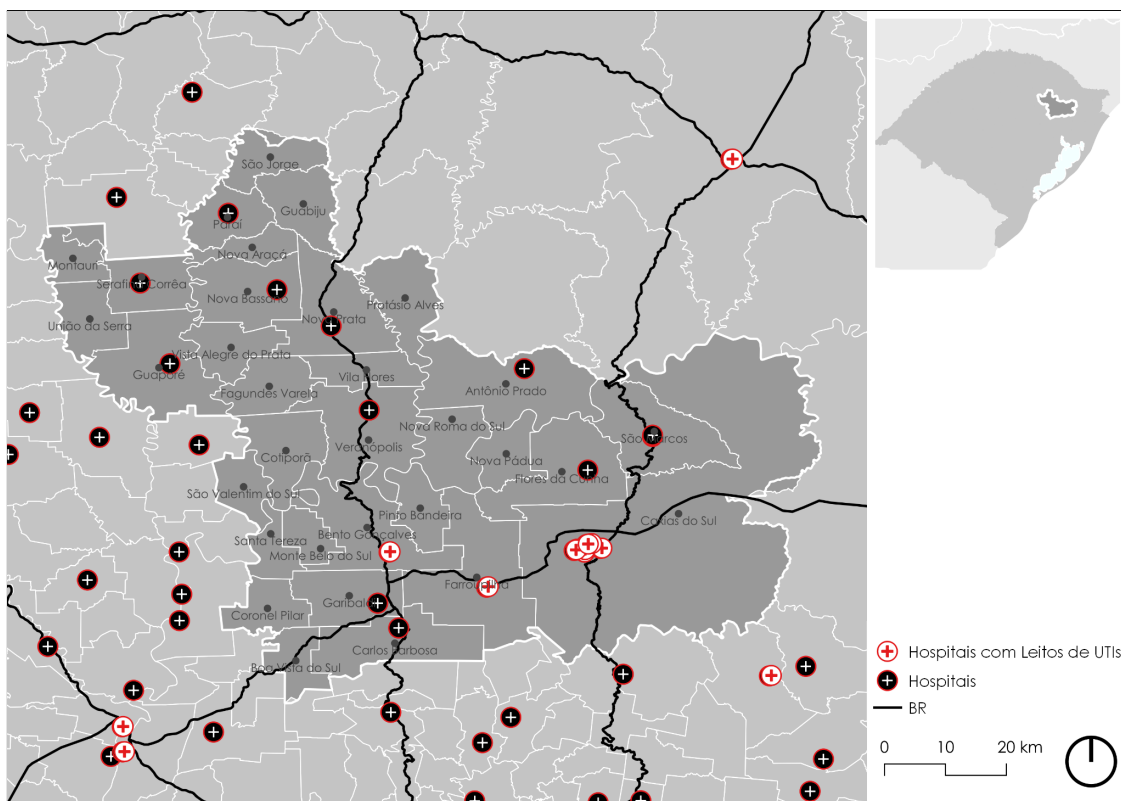 São Jorge
Guabiju
Paraí
Nova Araçá
Montauri
Serafina Corrêa
Nova Bassano
Protásio Alves
Nova Prata
União da Serra
Vista Alegre do Prata
Guaporé
Vila Flores
Fagundes Varela
Antônio Prado
Nova Roma do Sul
São Marcos
Veranópolis
Cotiporã
Nova Pádua
Flores da Cunha
São Valentim do Sul
Pinto Bandeira
Caxias do Sul
Santa Tereza
Bento Gonçalves
Monte Belo do Sul
Farroupilha
Garibaldi
Coronel Pilar
Carlos Barbosa
Boa Vista do Sul
Hospitais com Leitos de UTIs
Hospitais
BR
0 10 20 km